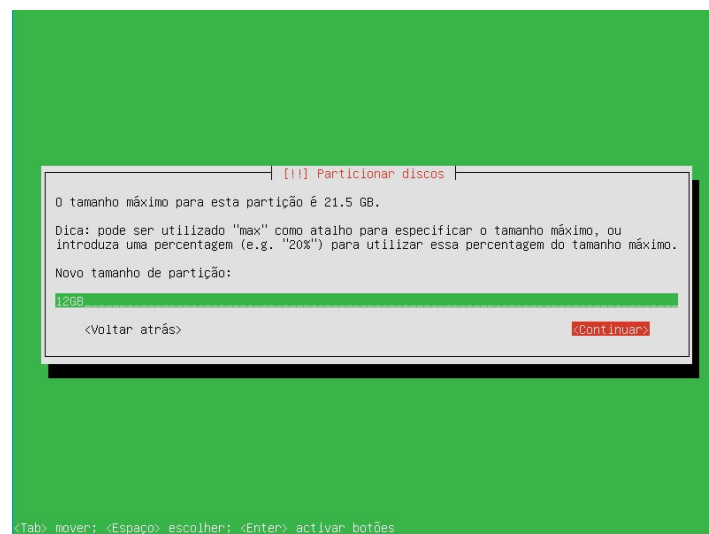 [!!] Particionar discos
O tamanho máximo para esta partição é 21.5 GB.
Dica: pode ser utilizado "max" como atalho para especificar o tamanho máximo, ou
introduza uma percentagem (e.g. "20%") para utilizar essa percentagem do tamanho máximo.
Novo tamanho de partição:
12GB
<Voltar atrás> <Continuar>
<Tab> mover; <Espaço> escolher; <Enter> activar botões